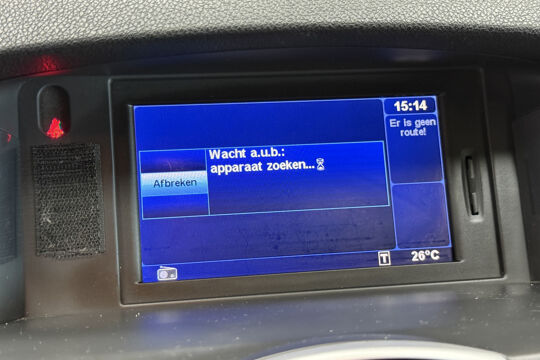 15:14
Er is geen
route!
Wacht a.u.b.:
apparaat zoeken...
Afbreken
T
26°C